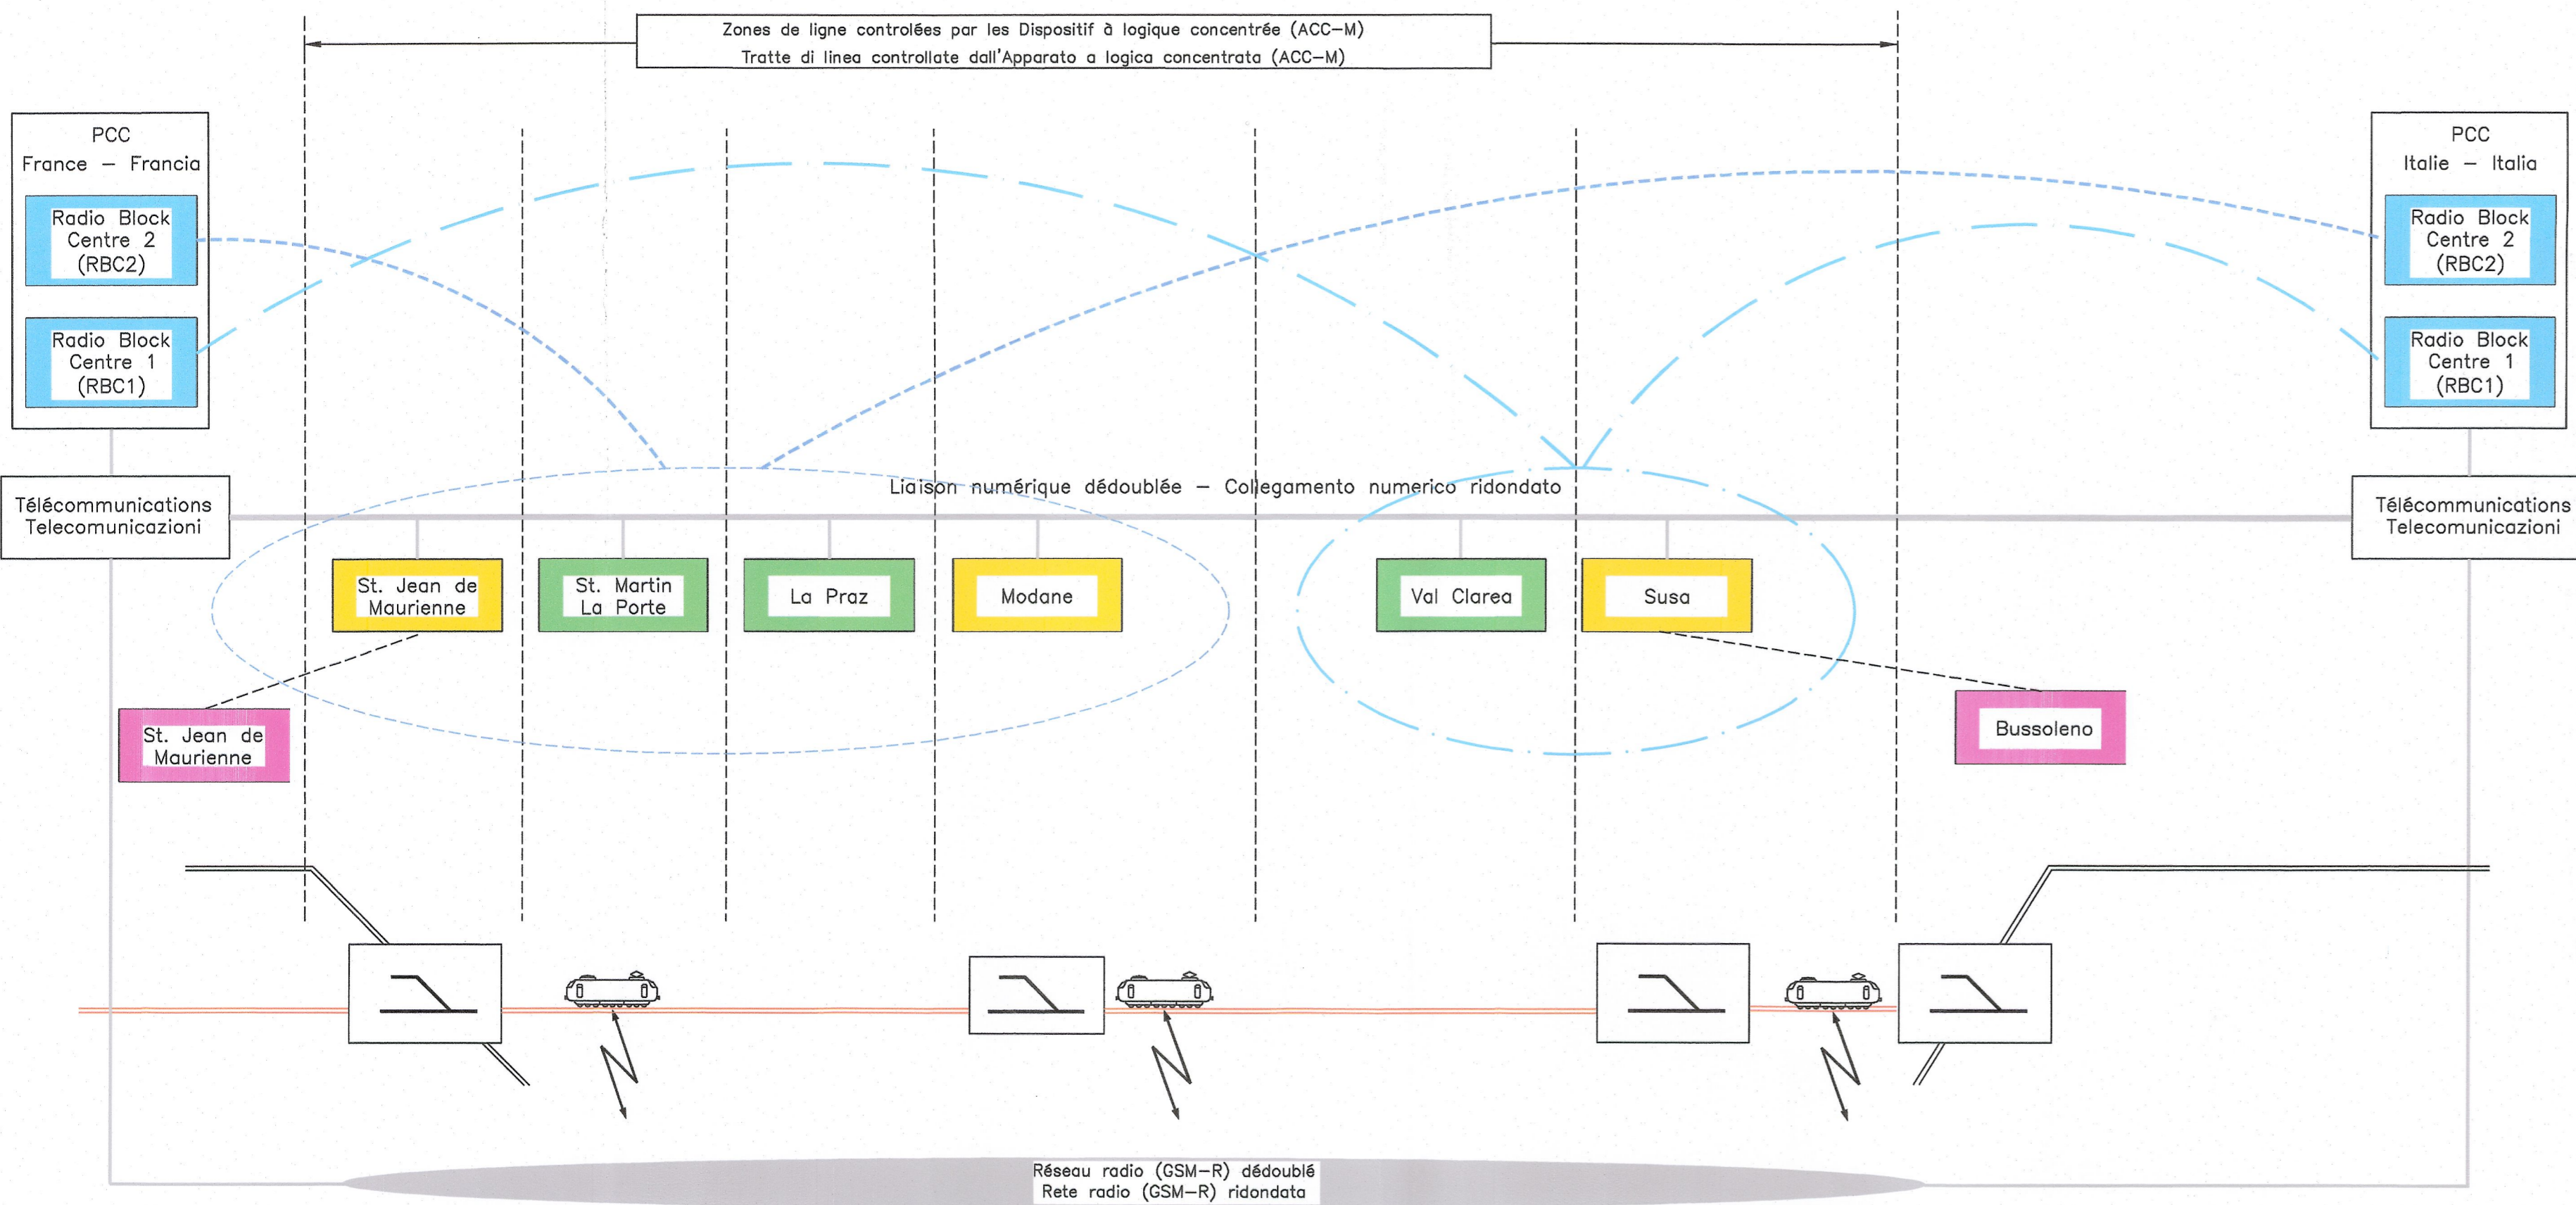 Zones de ligne controlées par les Dispositif à logique concentrée (ACC-M)
Tratte di linea controllate dall'Apparato a logica concentrata (ACC-M)
PCC
France - Francia
Radio Block
Centre 2
(RBC2)
Radio Block
Centre 1
(RBC1)
PCC
Italie - Italia
Radio Block
Centre 2
(RBC2)
Radio Block
Centre 1
(RBC1)
Télécommunications
Telecomunicazioni
Liaison numérique dédoublée - Collegamento numerico ridondato
Télécommunications
Telecomunicazioni
St. Jean de
Maurienne
St. Martin
La Porte
La Praz
Modane
Val Clarea
Susa
St. Jean de
Maurienne
Bussoleno
Réseau radio (GSM-R) dédoublé
Rete radio (GSM-R) ridondata